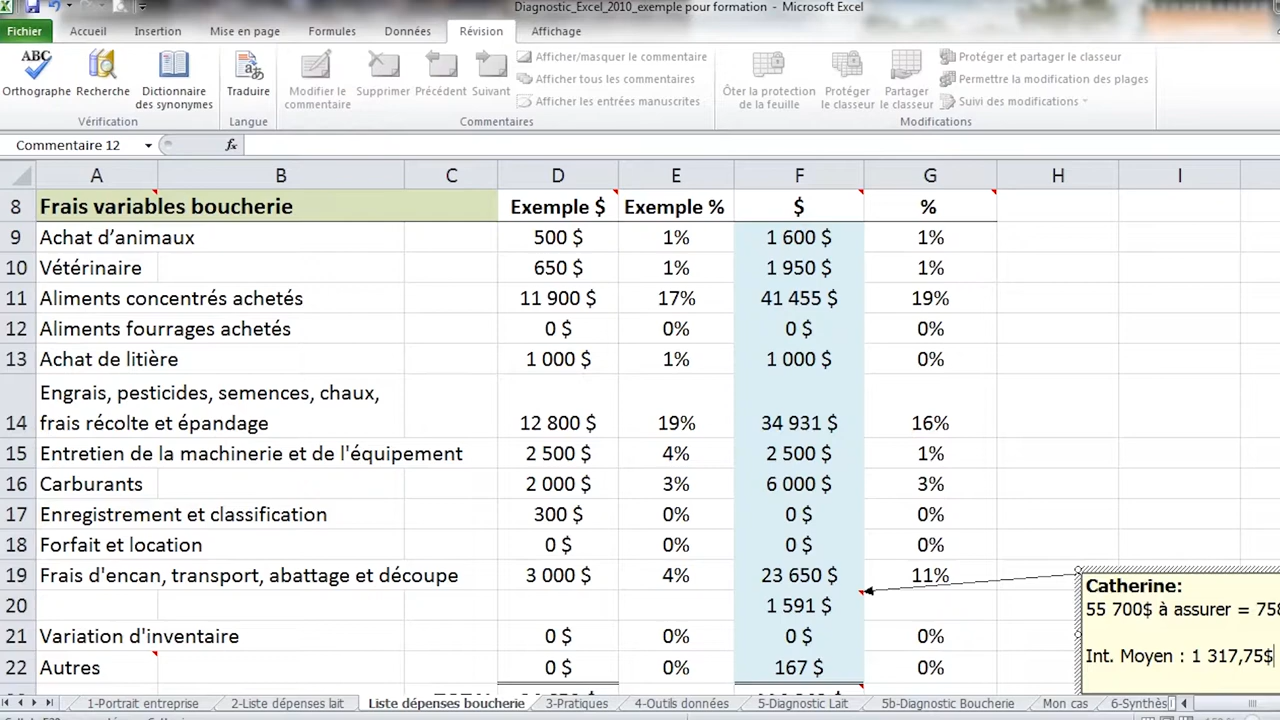 Diagnostic_Excel_2010_exemple pour formation - Microsoft Excel
Fichier Accueil Insertion Mise en page Formules Données Révision Affichage
ABC
Orthographe Recherche Dictionnaire des synonymes
Vérification
Traduire
Langue
Modifier le commentaire Supprimer Précédent Suivant
Afficher/masquer le commentaire
Afficher tous les commentaires
Afficher les entrées manuscrites
Commentaires
Ôter la protection de la feuille Protéger le classeur Partager le classeur
Protéger et partager le classeur
Permettre la modification des plages
Suivi des modifications
Modifications
Commentaire 12 fx
A B C D E F G H I
8 Frais variables boucherie Exemple $ Exemple % $ %
9 Achat d’animaux 500 $ 1% 1 600 $ 1%
10 Vétérinaire 650 $ 1% 1 950 $ 1%
11 Aliments concentrés achetés 11 900 $ 17% 41 455 $ 19%
12 Aliments fourrages achetés 0 $ 0% 0 $ 0%
13 Achat de litière 1 000 $ 1% 1 000 $ 0%
Engrais, pesticides, semences, chaux,
14 frais récolte et épandage 12 800 $ 19% 34 931 $ 16%
15 Entretien de la machinerie et de l'équipement 2 500 $ 4% 2 500 $ 1%
16 Carburants 2 000 $ 3% 6 000 $ 3%
17 Enregistrement et classification 300 $ 0% 0 $ 0%
18 Forfait et location 0 $ 0% 0 $ 0%
19 Frais d'encan, transport, abattage et découpe 3 000 $ 4% 23 650 $ 11%
20 1 591 $
21 Variation d'inventaire 0 $ 0% 0 $ 0%
22 Autres 0 $ 0% 167 $ 0%
Catherine:
55 700$ à assurer = 758
Int. Moyen : 1 317,75$
1-Portrait entreprise 2-Liste dépenses lait Liste dépenses boucherie 3-Pratiques 4-Outils données 5-Diagnostic Lait 5b-Diagnostic Boucherie Mon cas 6-Synthès